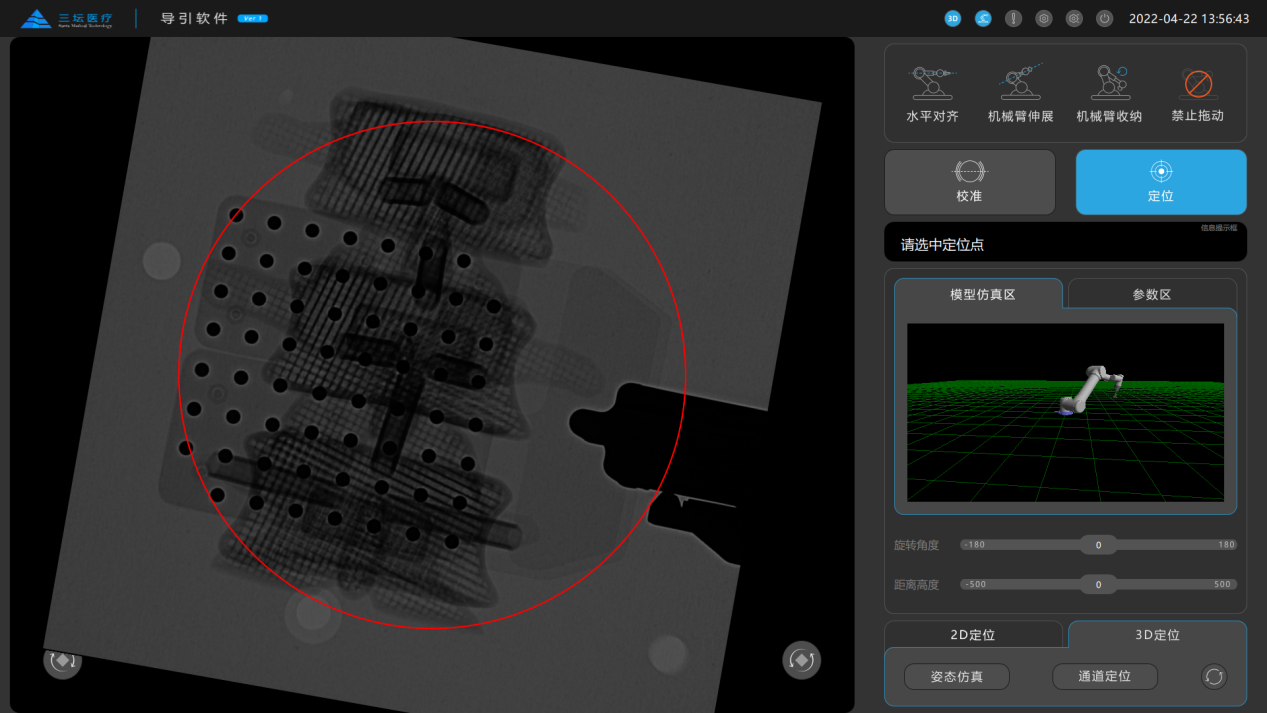 三坛医疗
Santa Medical Technology
导引软件
Ver 1
3D
2022-04-22 13:56:43
水平对齐
机械臂伸展
机械臂收纳
禁止拖动
校准
定位
信息提示框
请选中定位点
模型仿真区
参数区
旋转角度
-180
0
180
距离高度
-500
0
500
2D定位
3D定位
姿态仿真
通道定位